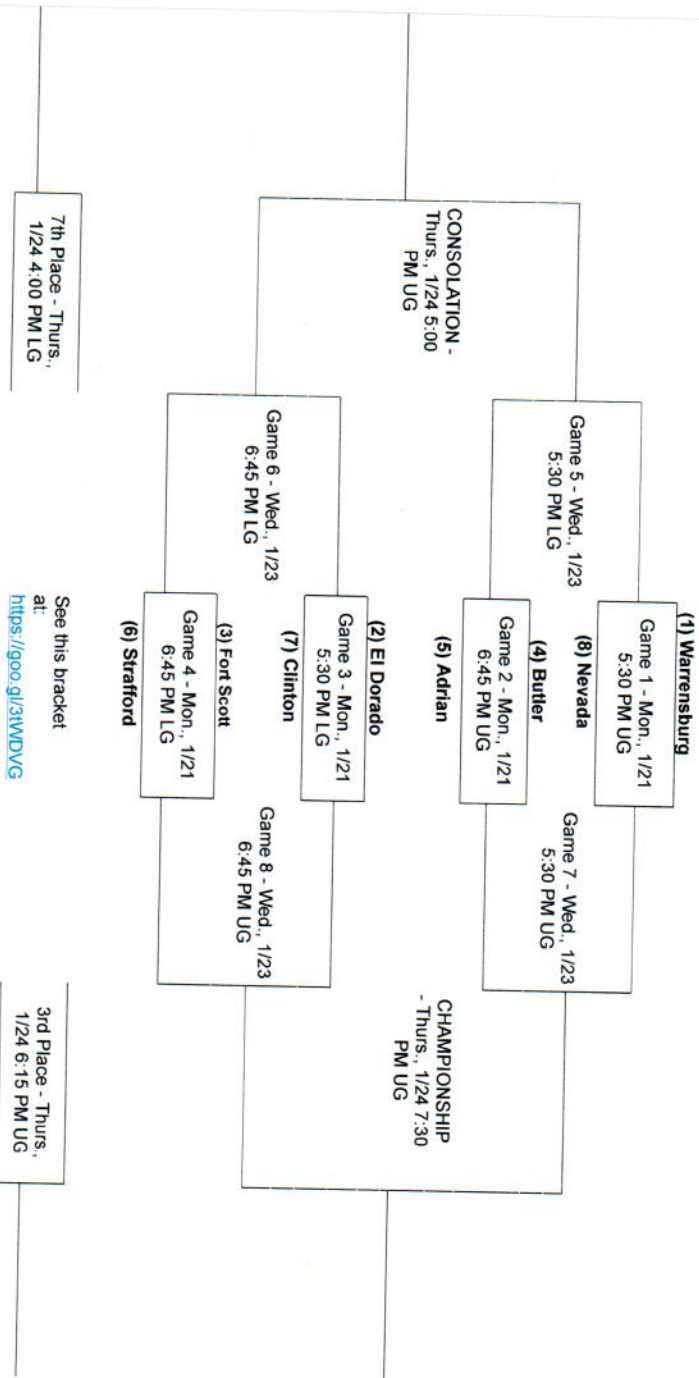 (1) Warrensburg
Game 1 - Mon., 1/21
5:30 PM UG
(8) Nevada
Game 5 - Wed., 1/23
5:30 PM LG
Game 7 - Wed., 1/23
5:30 PM UG
(4) Butler
Game 2 - Mon., 1/21
6:45 PM UG
(5) Adrian
CONSOLATION -
Thurs., 1/24 5:00
PM UG
CHAMPIONSHIP
- Thurs., 1/24 7:30
PM UG
(2) El Dorado
Game 3 - Mon., 1/21
5:30 PM LG
(7) Clinton
Game 6 - Wed., 1/23
6:45 PM LG
Game 8 - Wed., 1/23
6:45 PM UG
(3) Fort Scott
Game 4 - Mon., 1/21
6:45 PM LG
(6) Strafford
7th Place - Thurs.,
1/24 4:00 PM LG
See this bracket
at:
https://goo.gl/3tWDVG
3rd Place - Thurs.,
1/24 6:15 PM UG